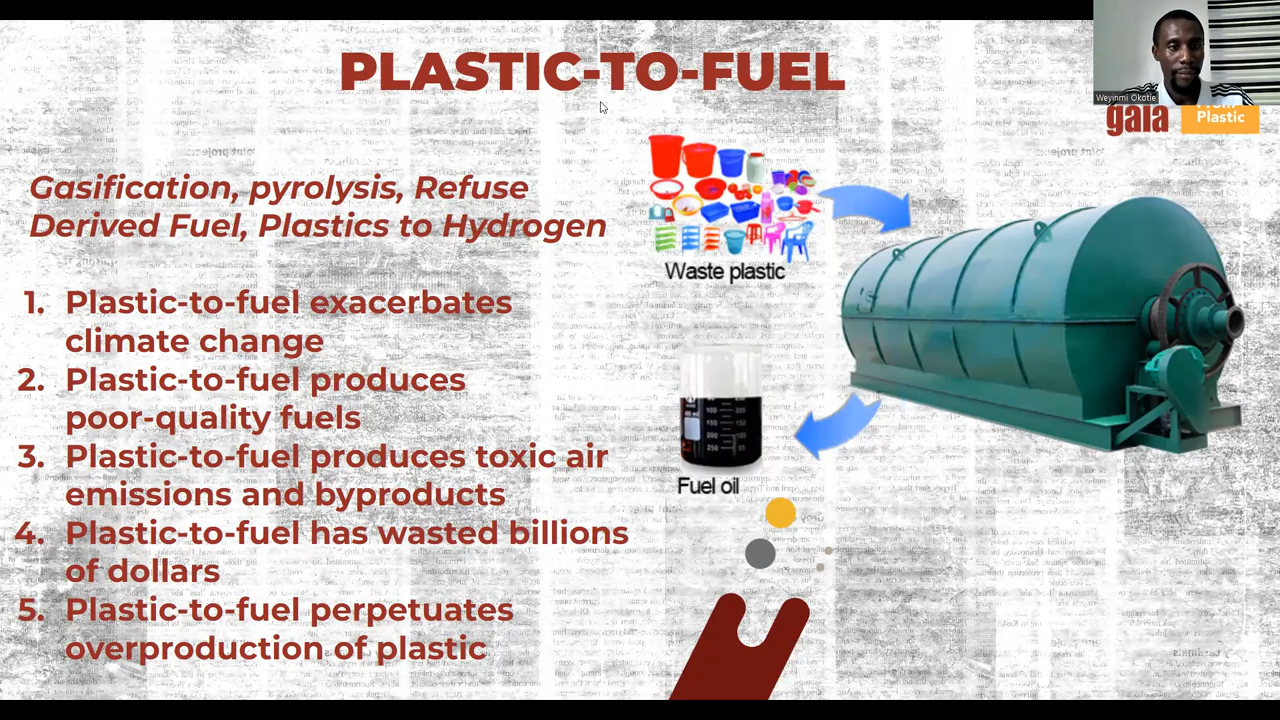 PLASTIC-TO-FUEL
Weyinmi Okotie
gaia
Plastic
Gasification, pyrolysis, Refuse
Derived Fuel, Plastics to Hydrogen
1. Plastic-to-fuel exacerbates
climate change
2. Plastic-to-fuel produces
poor-quality fuels
3. Plastic-to-fuel produces toxic air
emissions and byproducts
4. Plastic-to-fuel has wasted billions
of dollars
5. Plastic-to-fuel perpetuates
overproduction of plastic
Waste plastic
Fuel oil